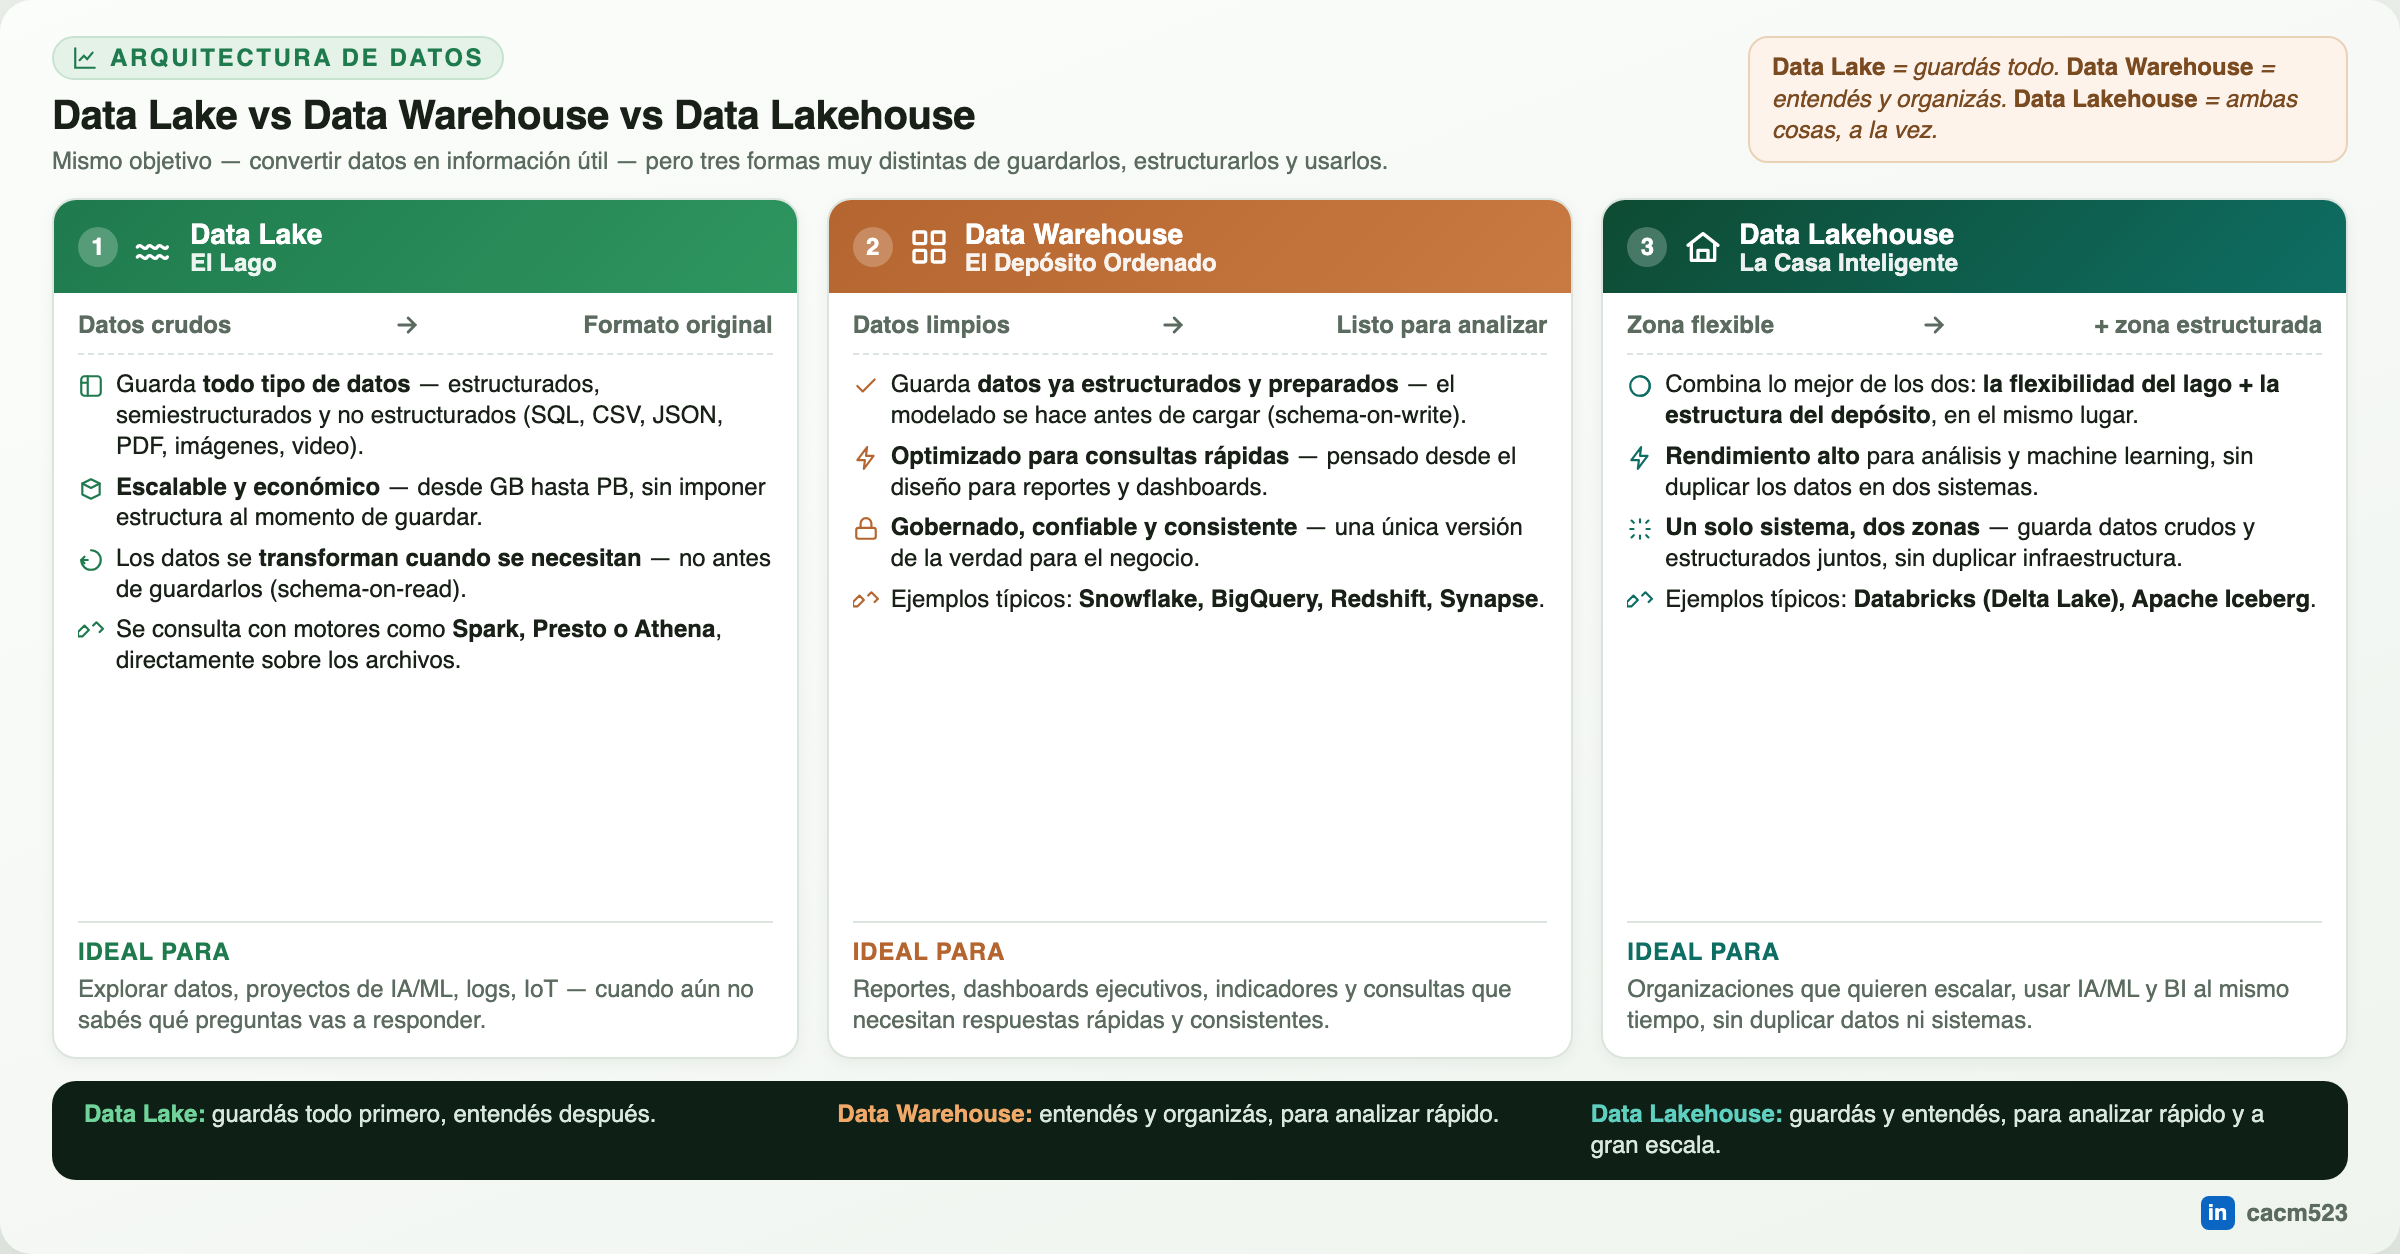 ARQUITECTURA DE DATOS
Data Lake vs Data Warehouse vs Data Lakehouse
Mismo objetivo — convertir datos en información útil — pero tres formas muy distintas de guardarlos, estructurarlos y usarlos.
Data Lake = guardás todo. Data Warehouse =
entendés y organizás. Data Lakehouse = ambas
cosas, a la vez.
1
Data Lake
El Lago
Datos crudos → Formato original
Guarda todo tipo de datos — estructurados,
semiestructurados y no estructurados (SQL, CSV, JSON,
PDF, imágenes, video).
Escalable y económico — desde GB hasta PB, sin imponer
estructura al momento de guardar.
Los datos se transforman cuando se necesitan — no antes
de guardarlos (schema-on-read).
Se consulta con motores como Spark, Presto o Athena,
directamente sobre los archivos.
IDEAL PARA
Explorar datos, proyectos de IA/ML, logs, IoT — cuando aún no
sabés qué preguntas vas a responder.
2
Data Warehouse
El Depósito Ordenado
Datos limpios → Listo para analizar
Guarda datos ya estructurados y preparados — el
modelado se hace antes de cargar (schema-on-write).
Optimizado para consultas rápidas — pensado desde el
diseño para reportes y dashboards.
Gobernado, confiable y consistente — una única versión
de la verdad para el negocio.
Ejemplos típicos: Snowflake, BigQuery, Redshift, Synapse.
IDEAL PARA
Reportes, dashboards ejecutivos, indicadores y consultas que
necesitan respuestas rápidas y consistentes.
3
Data Lakehouse
La Casa Inteligente
Zona flexible → + zona estructurada
Combina lo mejor de los dos: la flexibilidad del lago + la
estructura del depósito, en el mismo lugar.
Rendimiento alto para análisis y machine learning, sin
duplicar los datos en dos sistemas.
Un solo sistema, dos zonas — guarda datos crudos y
estructurados juntos, sin duplicar infraestructura.
Ejemplos típicos: Databricks (Delta Lake), Apache Iceberg.
IDEAL PARA
Organizaciones que quieren escalar, usar IA/ML y BI al mismo
tiempo, sin duplicar datos ni sistemas.
Data Lake: guardás todo primero, entendés después.
Data Warehouse: entendés y organizás, para analizar rápido.
Data Lakehouse: guardás y entendés, para analizar rápido y a
gran escala.
in cacm523